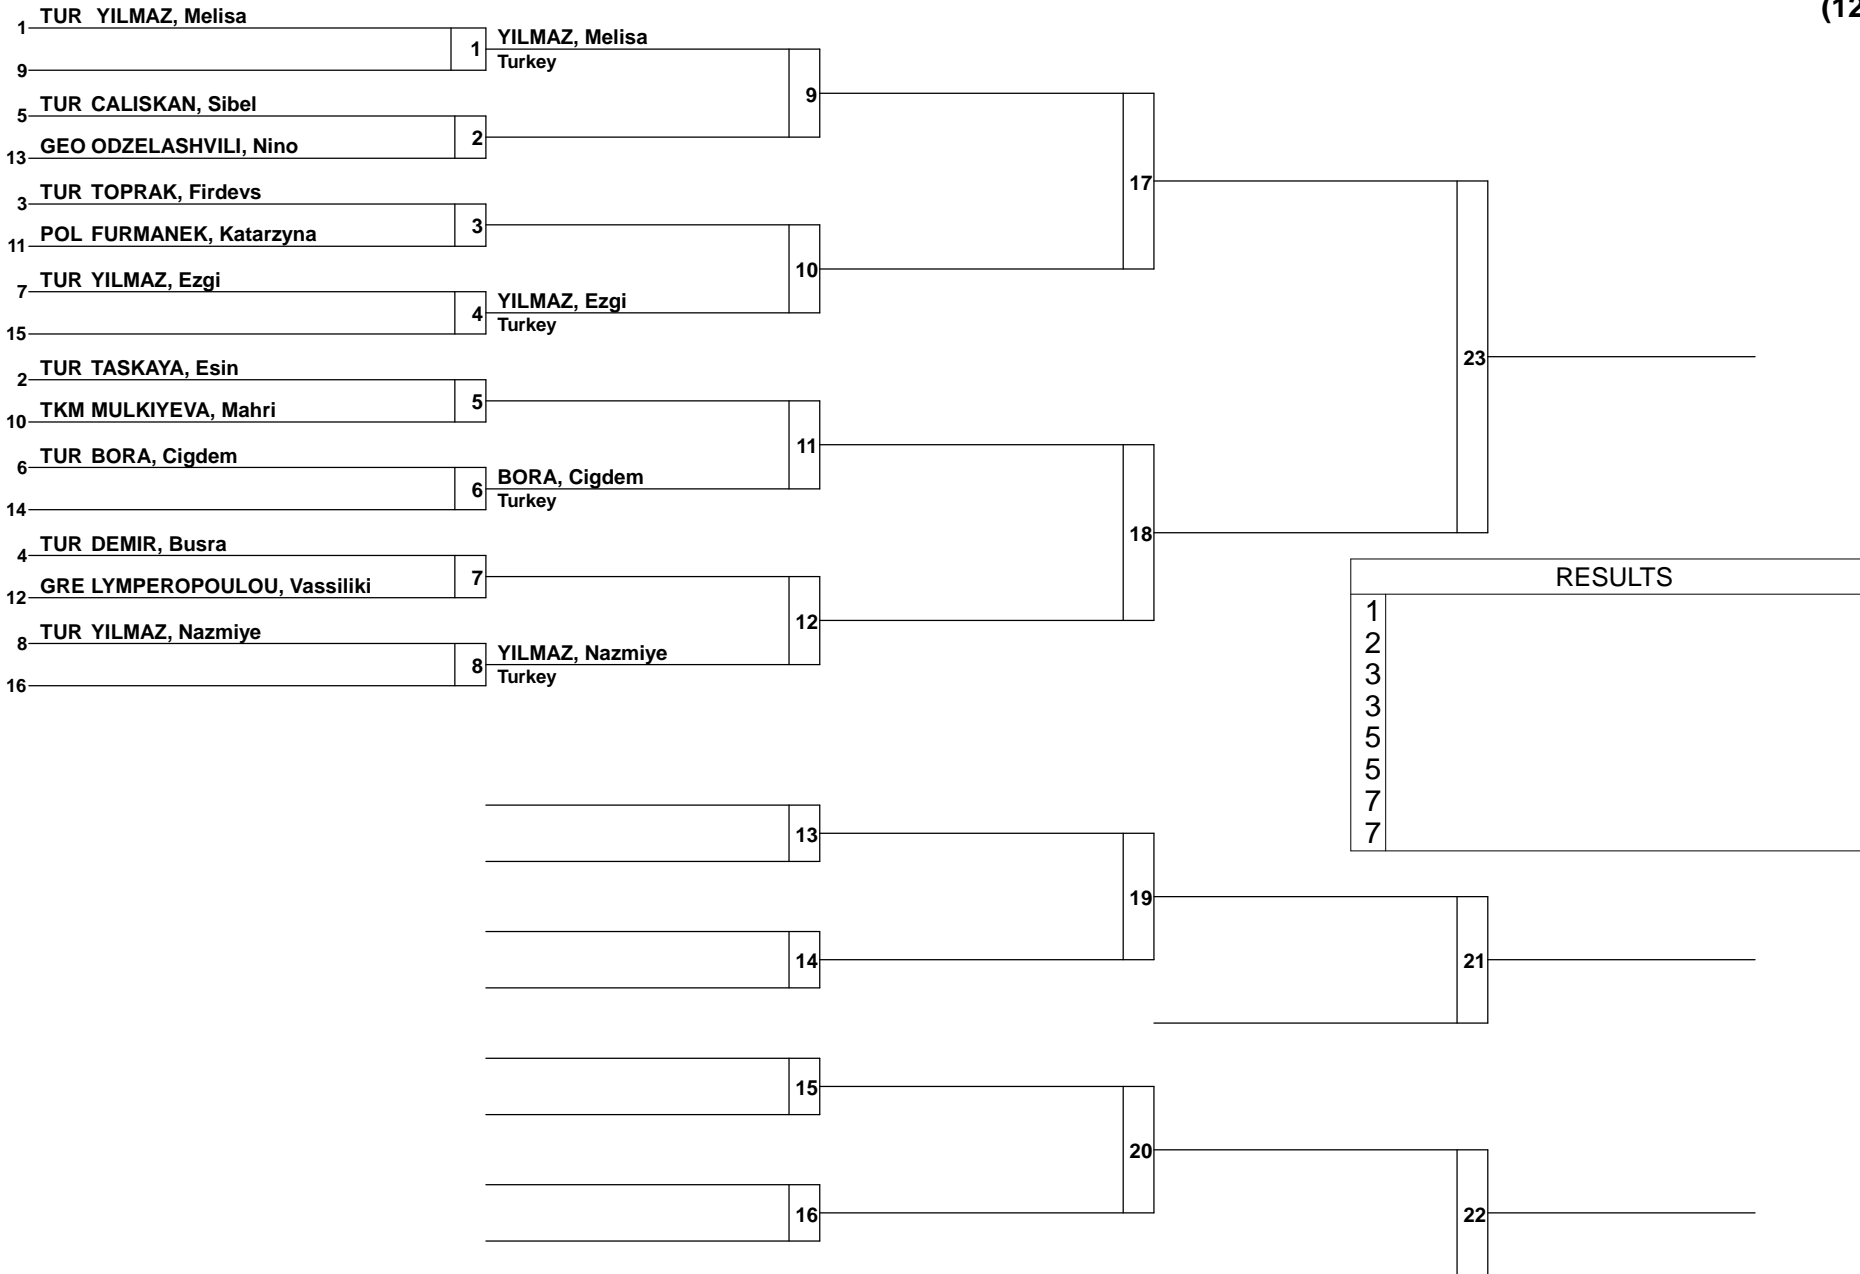 (12
1 TUR YILMAZ, Melisa
1 YILMAZ, Melisa
Turkey
9
9
5 TUR CALISKAN, Sibel
2
13 GEO ODZELASHVILI, Nino
17
3 TUR TOPRAK, Firdevs
3
11 POL FURMANEK, Katarzyna
10
7 TUR YILMAZ, Ezgi
4 YILMAZ, Ezgi
Turkey
15
23
2 TUR TASKAYA, Esin
5
10 TKM MULKIYEVA, Mahri
11
6 TUR BORA, Cigdem
6 BORA, Cigdem
Turkey
14
18
4 TUR DEMIR, Busra
7
12 GRE LYMPEROPOULOU, Vassiliki
12
8 TUR YILMAZ, Nazmiye
8 YILMAZ, Nazmiye
Turkey
16
RESULTS
1
2
3
3
5
5
7
7
13
19
14
21
15
20
16
22